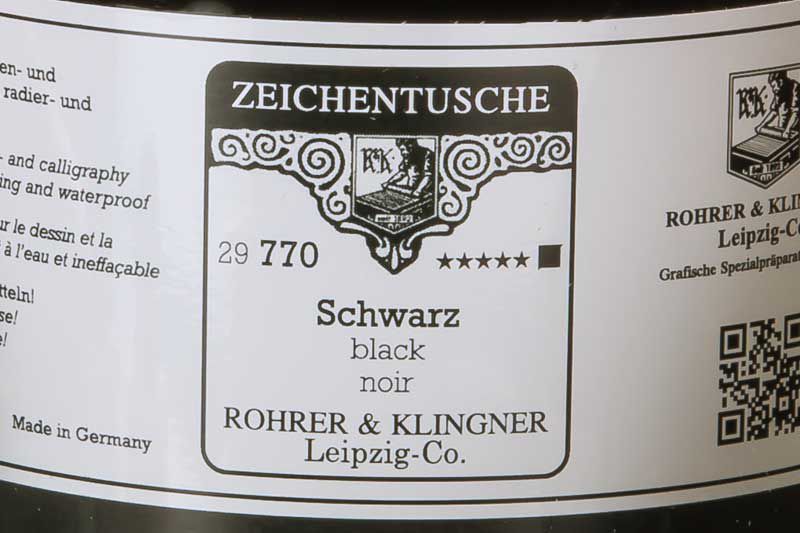 en- und
radier- und
- and calligraphy
ing and waterproof
ur le dessin et la
à l'eau et ineffaçable
tteln!
se!
e!
Made in Germany
ZEICHENTUSCHE
R&K
29 770
Schwarz
black
noir
ROHRER & KLINGNER
Leipzig-Co.
R&K
ROHRER & KLIN
Leipzig-Co
Grafische Spezialpräparat